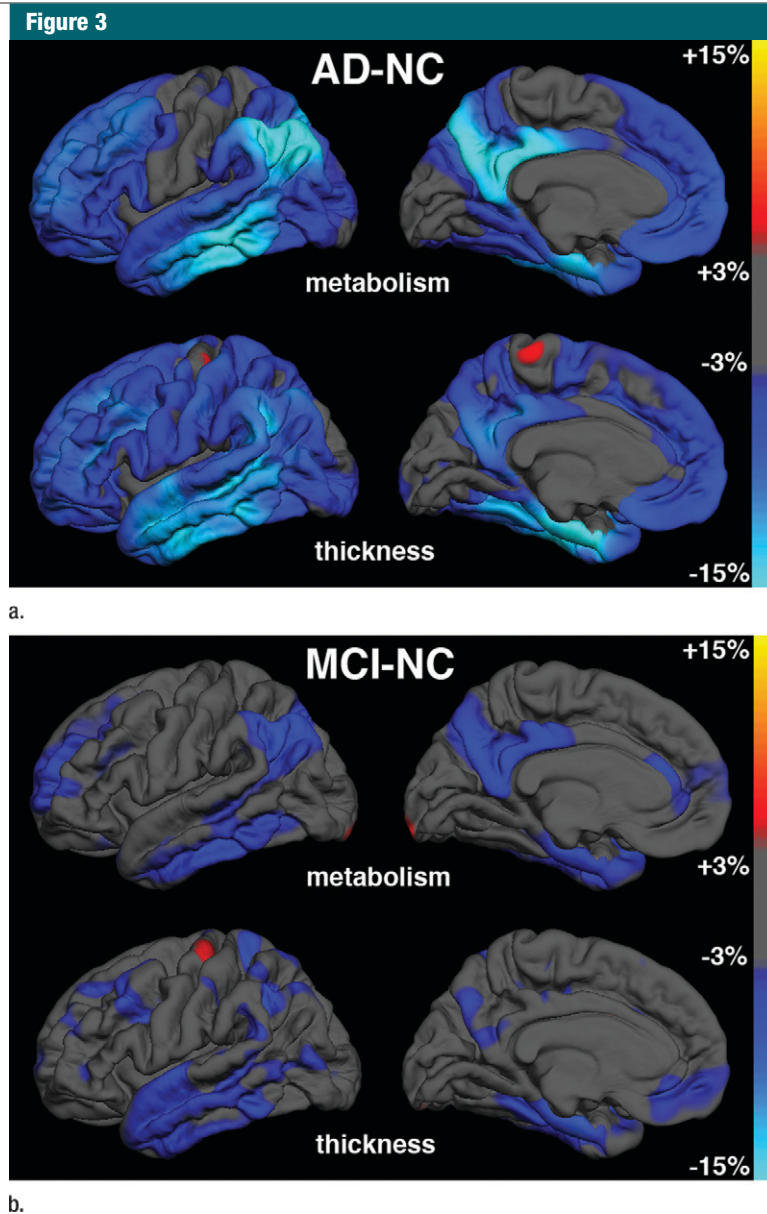 Figure 3
AD-NC
+15%
metabolism
+3%
-3%
thickness
-15%
a.
MCI-NC
+15%
metabolism
+3%
-3%
thickness
-15%
b.